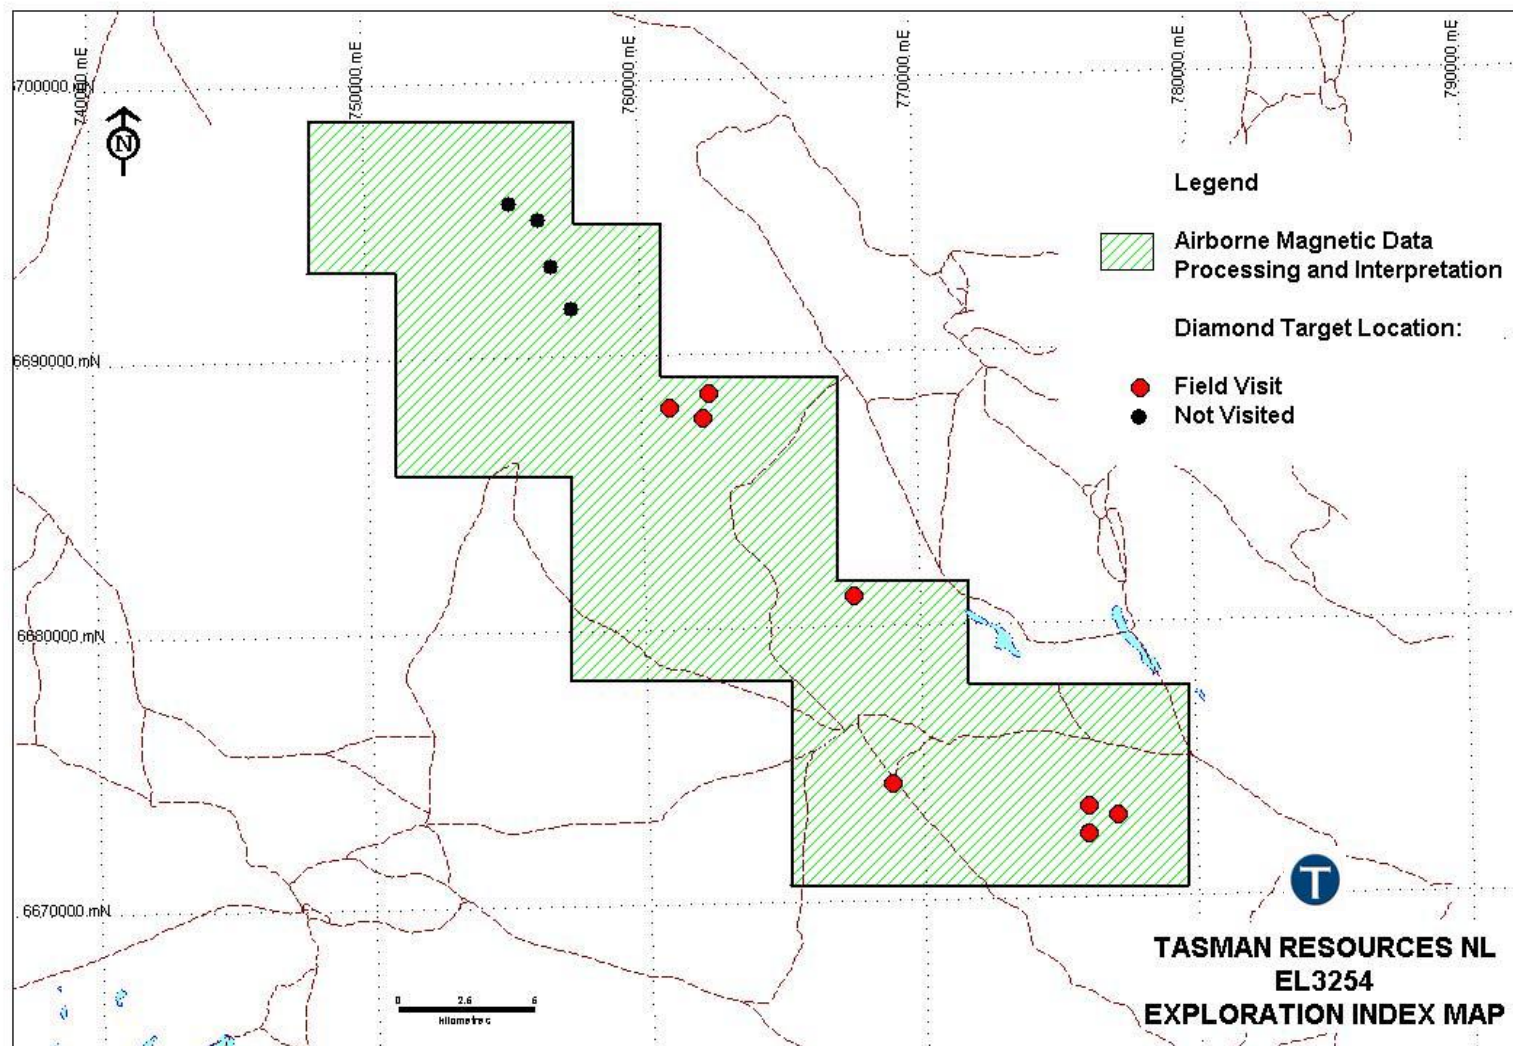 740000 mE
750000 mE
760000 mE
770000 mE
780000 mE
790000 mE
6700000 mN
N
Legend
Airborne Magnetic Data
Processing and Interpretation
Diamond Target Location:
6690000 mN
Field Visit
Not Visited
6680000 mN
T
6670000 mN
TASMAN RESOURCES NL
EL3254
EXPLORATION INDEX MAP
0 2.5 5
kilometres